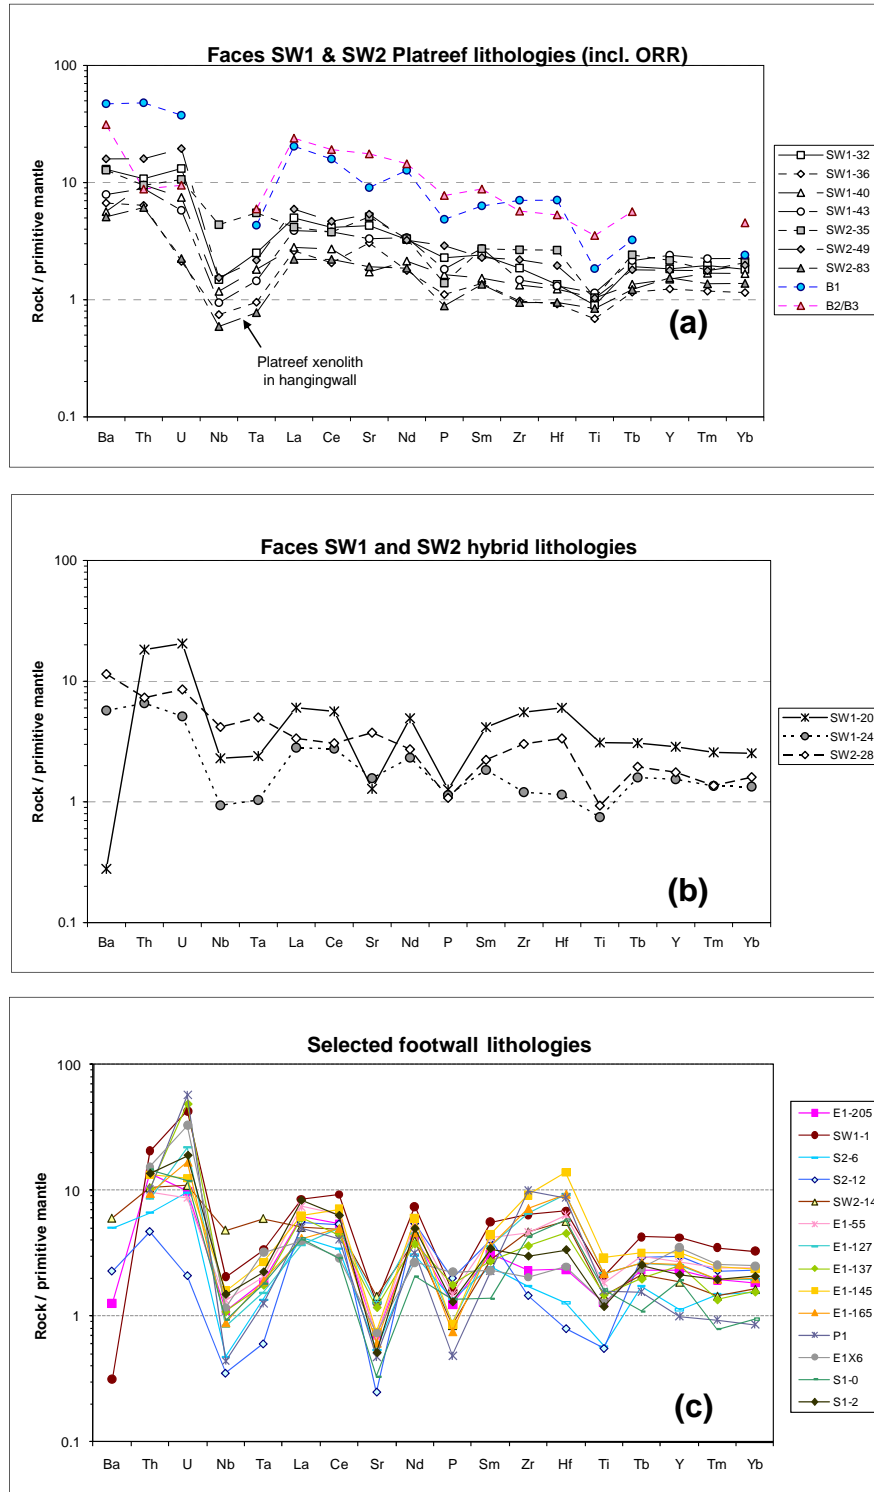 Faces SW1 & SW2 Platreef lithologies (incl. ORR)
100
10
1
0.1
Rock / primitive mantle
Platreef xenolith
in hangingwall
(a)
Ba Th U Nb Ta La Ce Sr Nd P Sm Zr Hf Ti Tb Y Tm Yb
SW1-32
SW1-36
SW1-40
SW1-43
SW2-35
SW2-49
SW2-83
B1
B2/B3
Faces SW1 and SW2 hybrid lithologies
100
10
1
0.1
Rock / primitive mantle
(b)
Ba Th U Nb Ta La Ce Sr Nd P Sm Zr Hf Ti Tb Y Tm Yb
SW1-20
SW1-24
SW2-28
Selected footwall lithologies
100
10
1
0.1
Rock / primitive mantle
(c)
Ba Th U Nb Ta La Ce Sr Nd P Sm Zr Hf Ti Tb Y Tm Yb
E1-205
SW1-1
S2-6
S2-12
SW2-14
E1-55
E1-127
E1-137
E1-145
E1-165
P1
E1X6
S1-0
S1-2